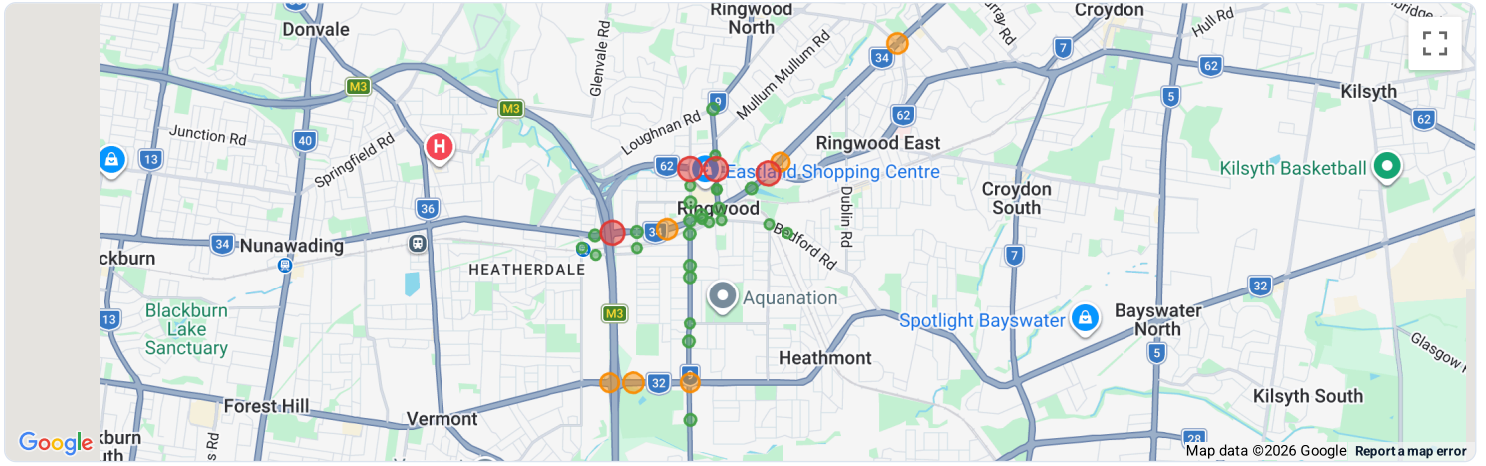 Donvale
Ringwood
North
Croydon
Hull Rd
Glenvale Rd
Mullum Mullum Rd
34
7
62
M3
M3
9
Kilsyth
5
62
Junction Rd
40
Loughnan Rd
62
13
Springfield Rd
H
62
Ringwood East
Eastland Shopping Centre
Kilsyth Basketball
Croydon
South
36
Ringwood
Dublin Rd
34
Nunawading
Bedford Rd
ckburn
HEATHERDALE
7
32
Aquanation
Blackburn
Lake
Sanctuary
13
M3
Spotlight Bayswater
Bayswater
North
5
Glasgow
Heathmont
32
Forest Hill
Vermont
Kilsyth South
kburn
uth
s Rd
28
Google
Map data ©2026 Google
Report a map error